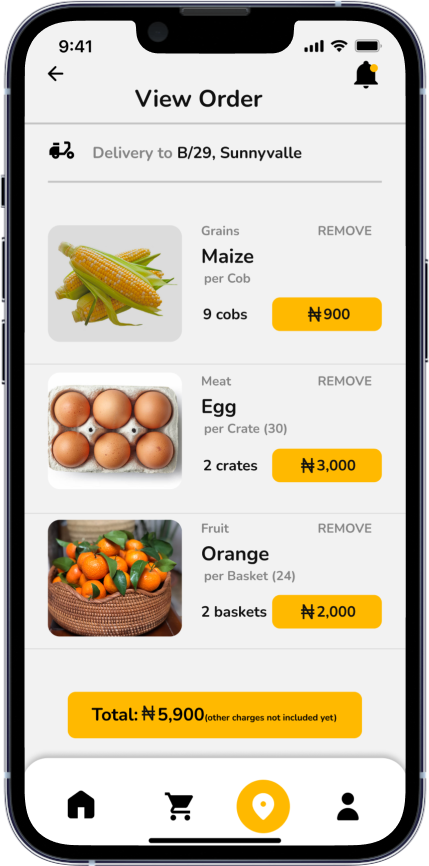 9:41
View Order
Delivery to B/29, Sunnyvalle
Grains REMOVE
Maize
per Cob
9 cobs ₦900
Meat REMOVE
Egg
per Crate (30)
2 crates ₦3,000
Fruit REMOVE
Orange
per Basket (24)
2 baskets ₦2,000
Total: ₦5,900(other charges not included yet)